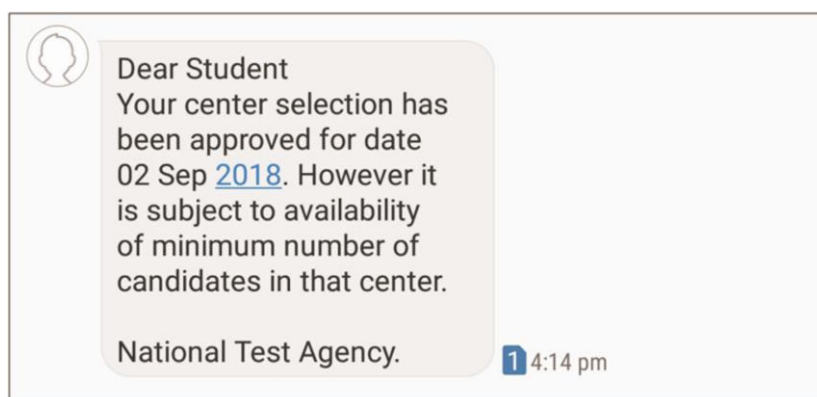 Dear Student
Your center selection has
been approved for date
02 Sep 2018. However it
is subject to availability
of minimum number of
candidates in that center.
National Test Agency.
1 4:14 pm